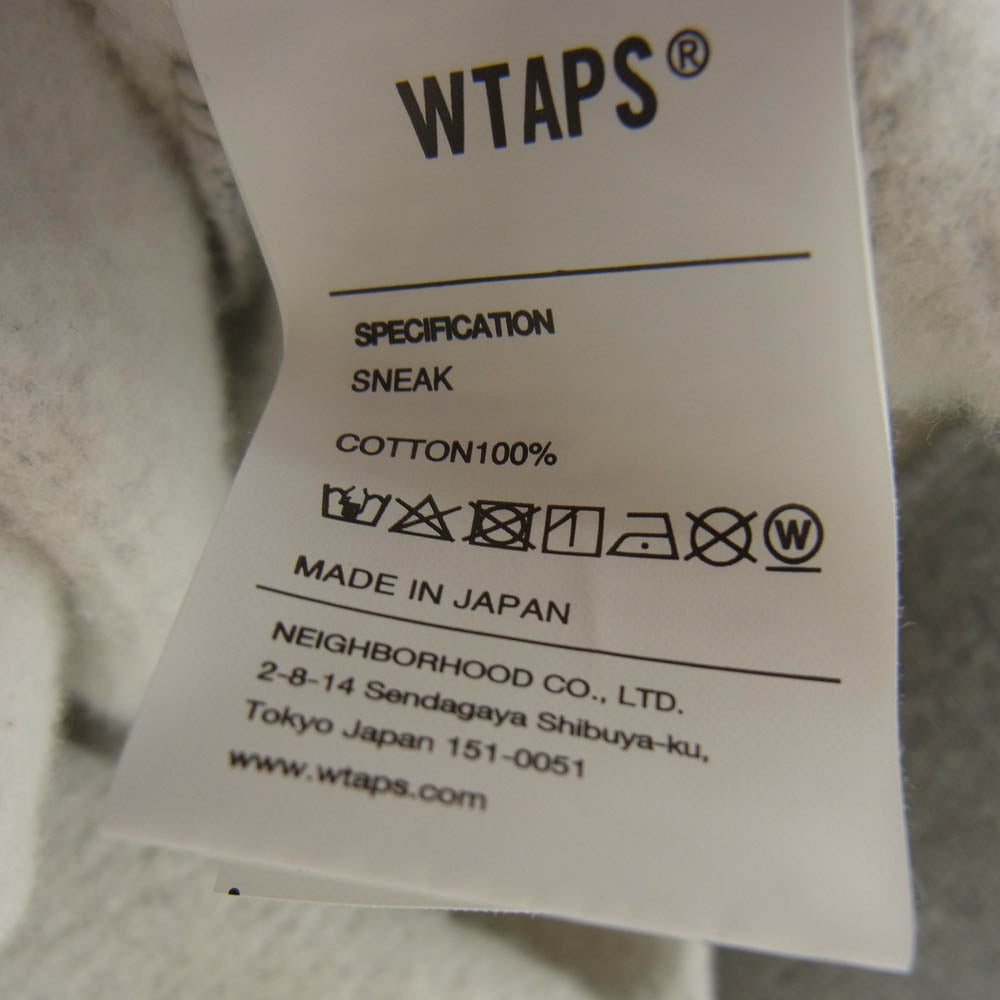 WTAPS®
SPECIFICATION
SNEAK
COTTON100%
W
MADE IN JAPAN
NEIGHBORHOOD CO., LTD.
2-8-14 Sendagaya Shibuya-ku,
Tokyo Japan 151-0051
www.wtaps.com